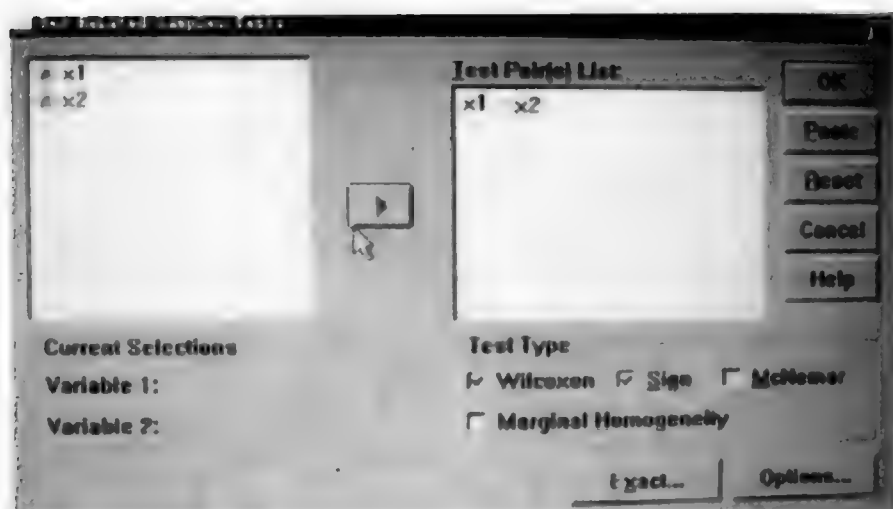 x1
x2
Test Pair(s) List:
x1 x2
OK
Paste
Reset
Cancel
Help
Current Selections
Variable 1:
Variable 2:
Test Type
Wilcoxon Sign McNemar
Marginal Homogeneity
Exact... Options...